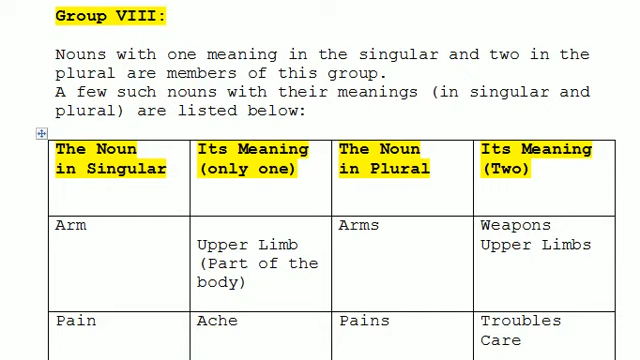 Group VIII:
Nouns with one meaning in the singular and two in the
plural are members of this group.
A few such nouns with their meanings (in singular and
plural) are listed below:
The Noun
in Singular
Its Meaning
(only one)
The Noun
in Plural
Its Meaning
(Two)
Arm
Upper Limb
(Part of the
body)
Arms
Weapons
Upper Limbs
Pain
Ache
Pains
Troubles
Care